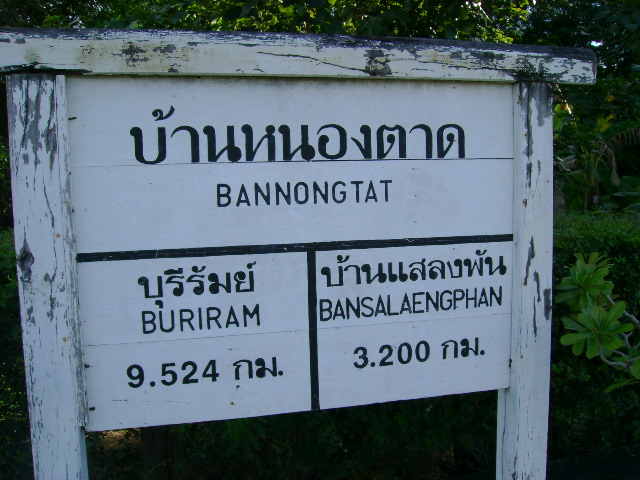 บ้านหนองตาด
BANNONGTAT
บุรีรัมย์
BURIRAM
9.524 กม.
บ้านแสลงพัน
BANSALAENGPHAN
3.200 กม.